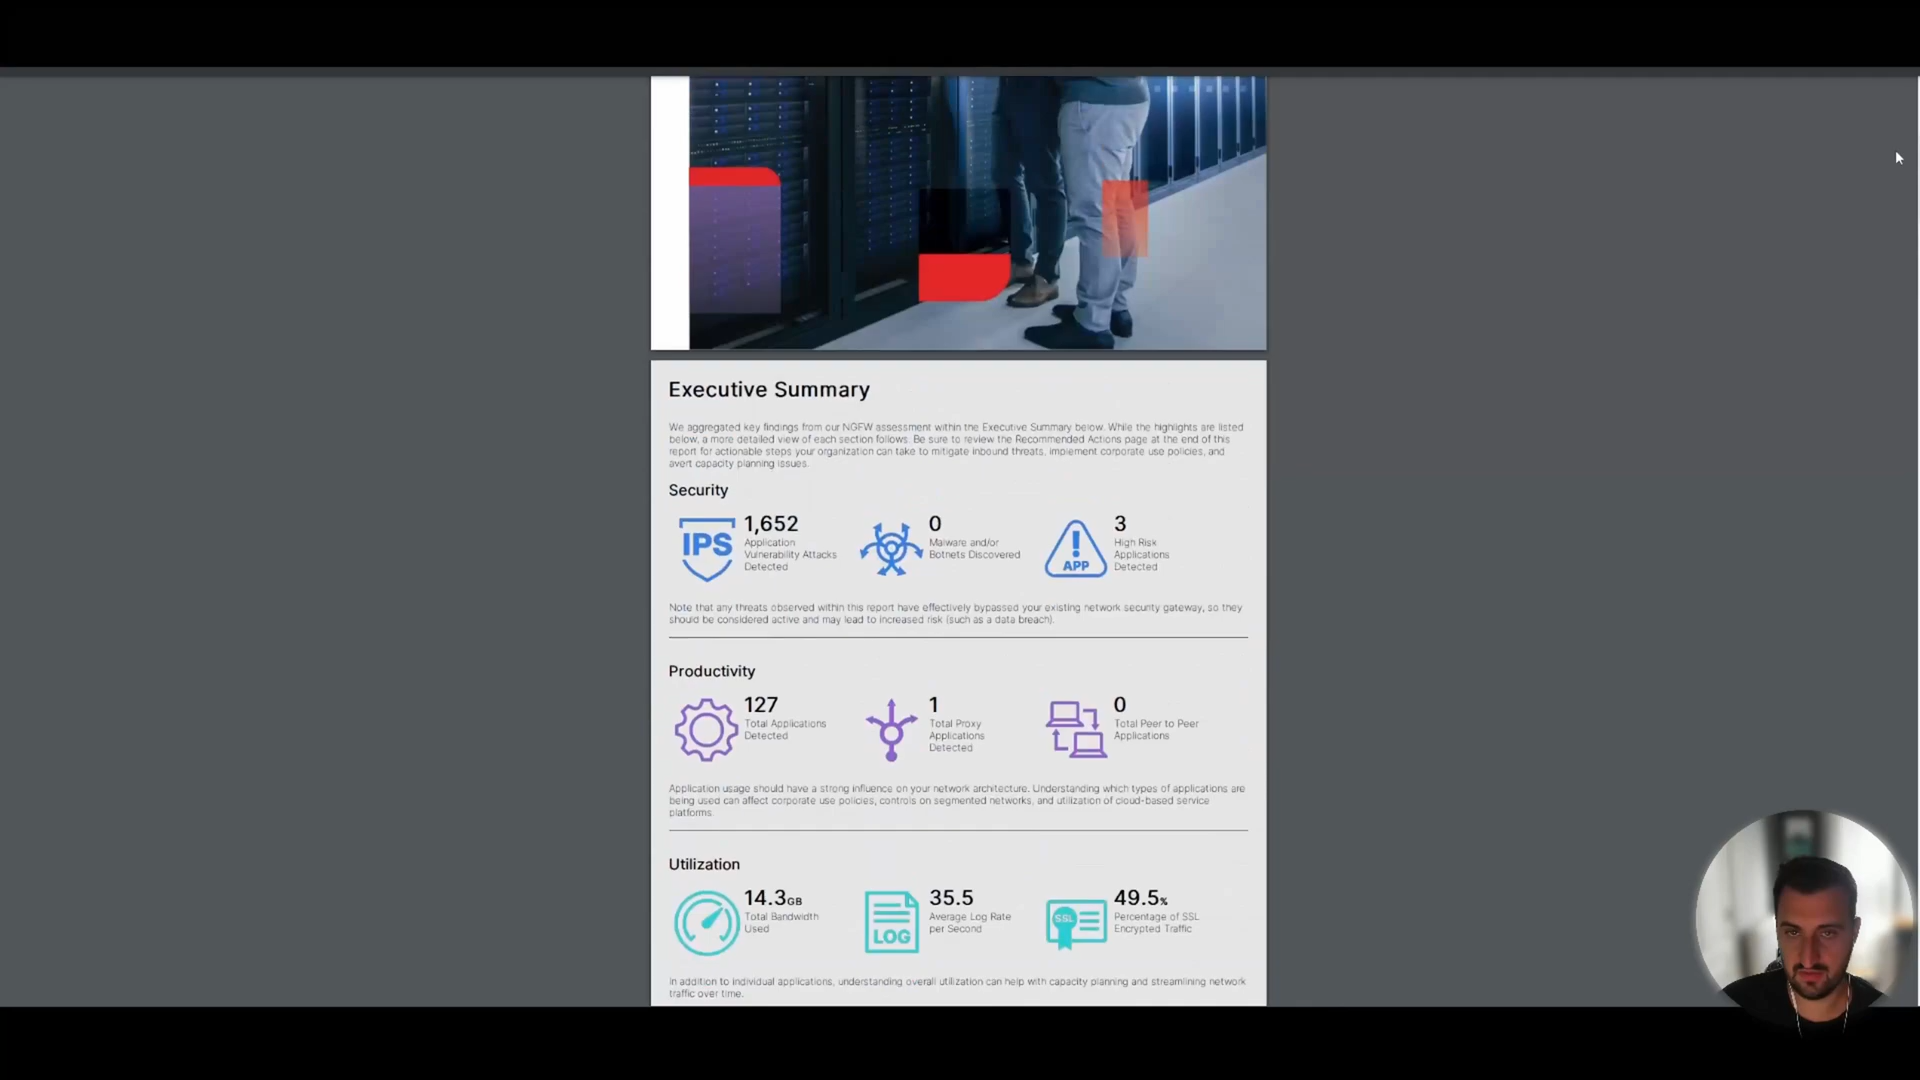 Executive Summary
We aggregated key findings from our NGFW assessment within the Executive Summary below. While the highlights are listed
below, a more detailed view of each section follows. Be sure to review the Recommended Actions page at the end of this
report for actionable steps your organization can take to mitigate inbound threats, implement corporate use policies, and
avert capacity planning issues.
Security
IPS
1,652
Application
Vulnerability Attacks
Detected
0
Malware and/or
Botnets Discovered
APP
3
High Risk
Applications
Detected
Note that any threats observed within this report have effectively bypassed your existing network security gateway, so they
should be considered active and may lead to increased risk (such as a data breach).
Productivity
127
Total Applications
Detected
1
Total Proxy
Applications
Detected
0
Total Peer to Peer
Applications
Application usage should have a strong influence on your network architecture. Understanding which types of applications are
being used can affect corporate use policies, controls on segmented networks, and utilization of cloud-based service
platforms.
Utilization
14.3GB
Total Bandwidth
Used
LOG
35.5
Average Log Rate
per Second
SSL
49.5%
Percentage of SSL
Encrypted Traffic
In addition to individual applications, understanding overall utilization can help with capacity planning and streamlining network
traffic over time.